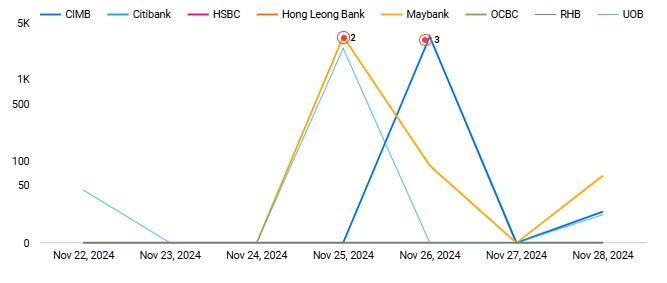 CIMB Citibank HSBC Hong Leong Bank Maybank OCBC RHB UOB
5K
2
3
1K
500
100
50
0
Nov 22, 2024 Nov 23, 2024 Nov 24, 2024 Nov 25, 2024 Nov 26, 2024 Nov 27, 2024 Nov 28, 2024